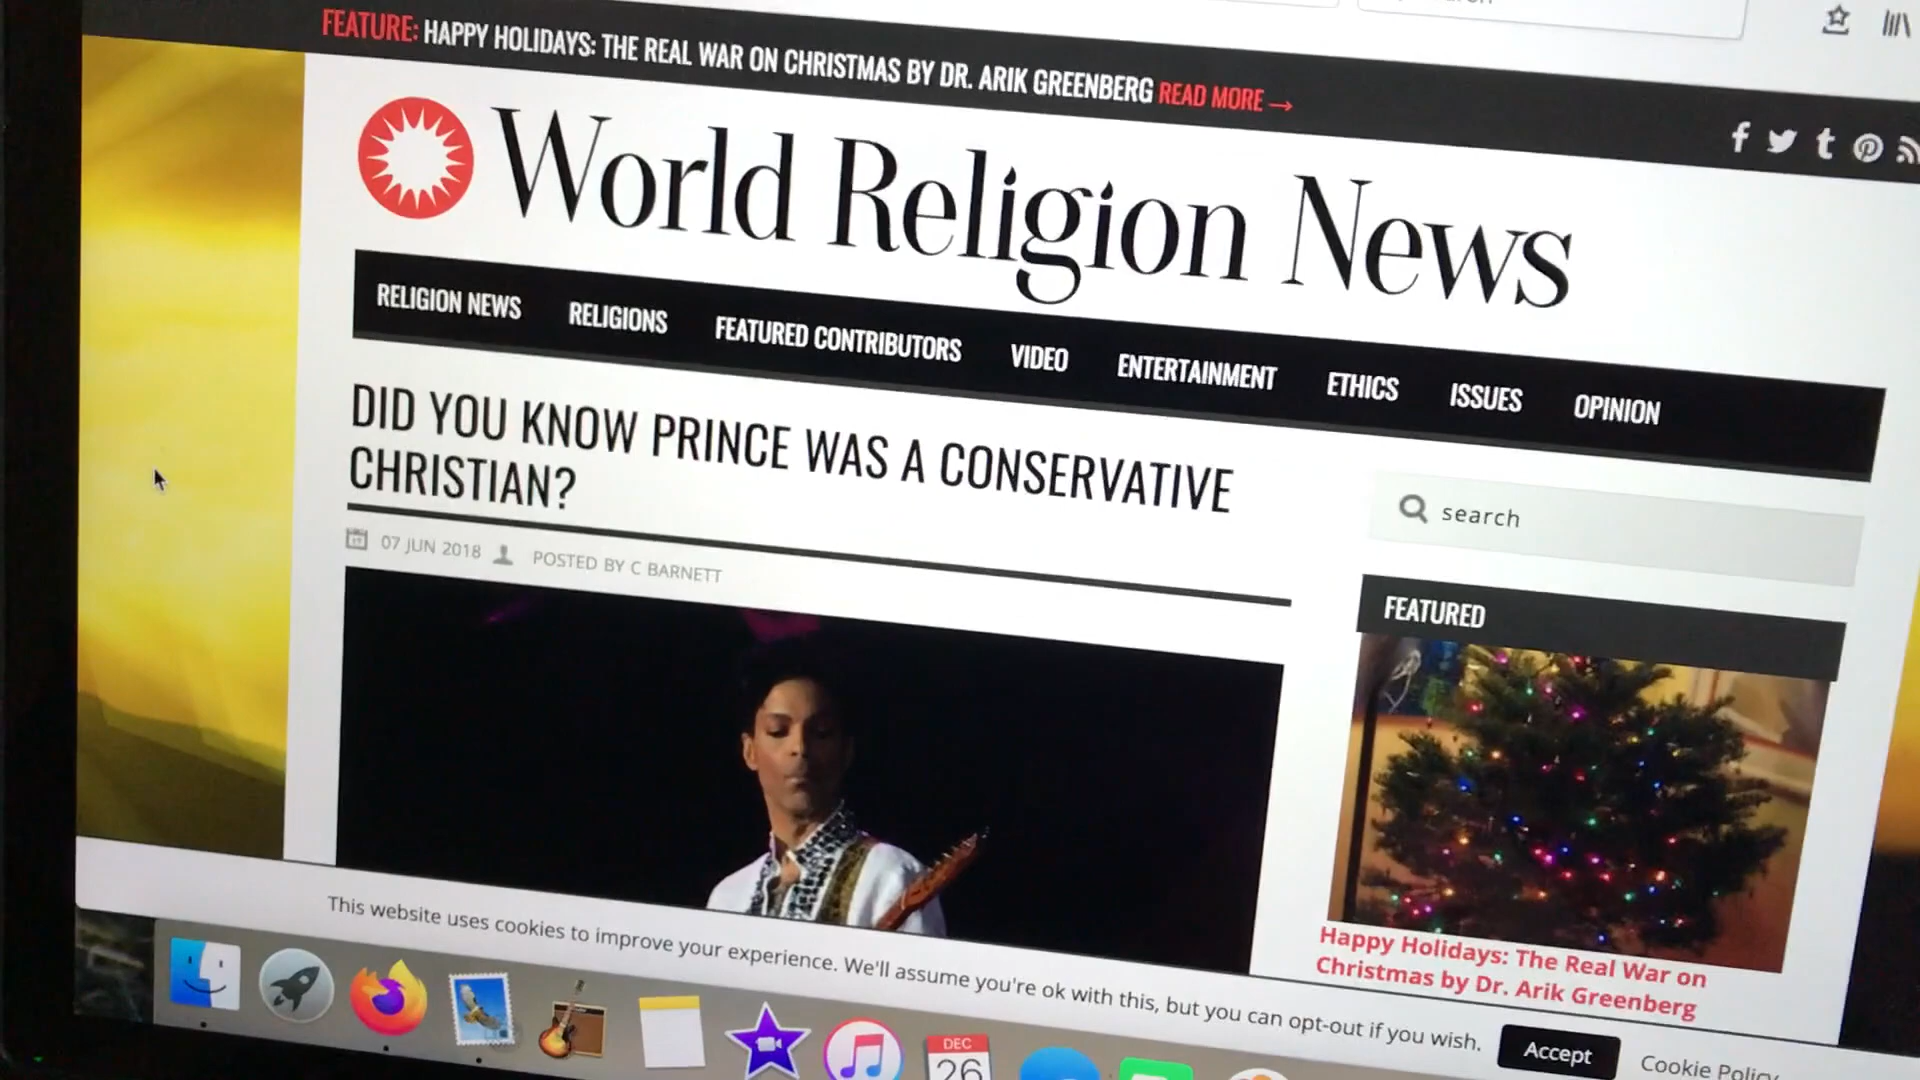 FEATURE: HAPPY HOLIDAYS: THE REAL WAR ON CHRISTMAS BY DR. ARIK GREENBERG READ MORE →
World Religion News
RELIGION NEWS RELIGIONS FEATURED CONTRIBUTORS VIDEO ENTERTAINMENT ETHICS ISSUES OPINION
DID YOU KNOW PRINCE WAS A CONSERVATIVE
CHRISTIAN?
07 JUN 2018 POSTED BY C BARNETT
search
FEATURED
Happy Holidays: The Real War on
Christmas by Dr. Arik Greenberg
This website uses cookies to improve your experience. We'll assume you're ok with this, but you can opt-out if you wish.
Accept
Cookie Policy
DEC
26